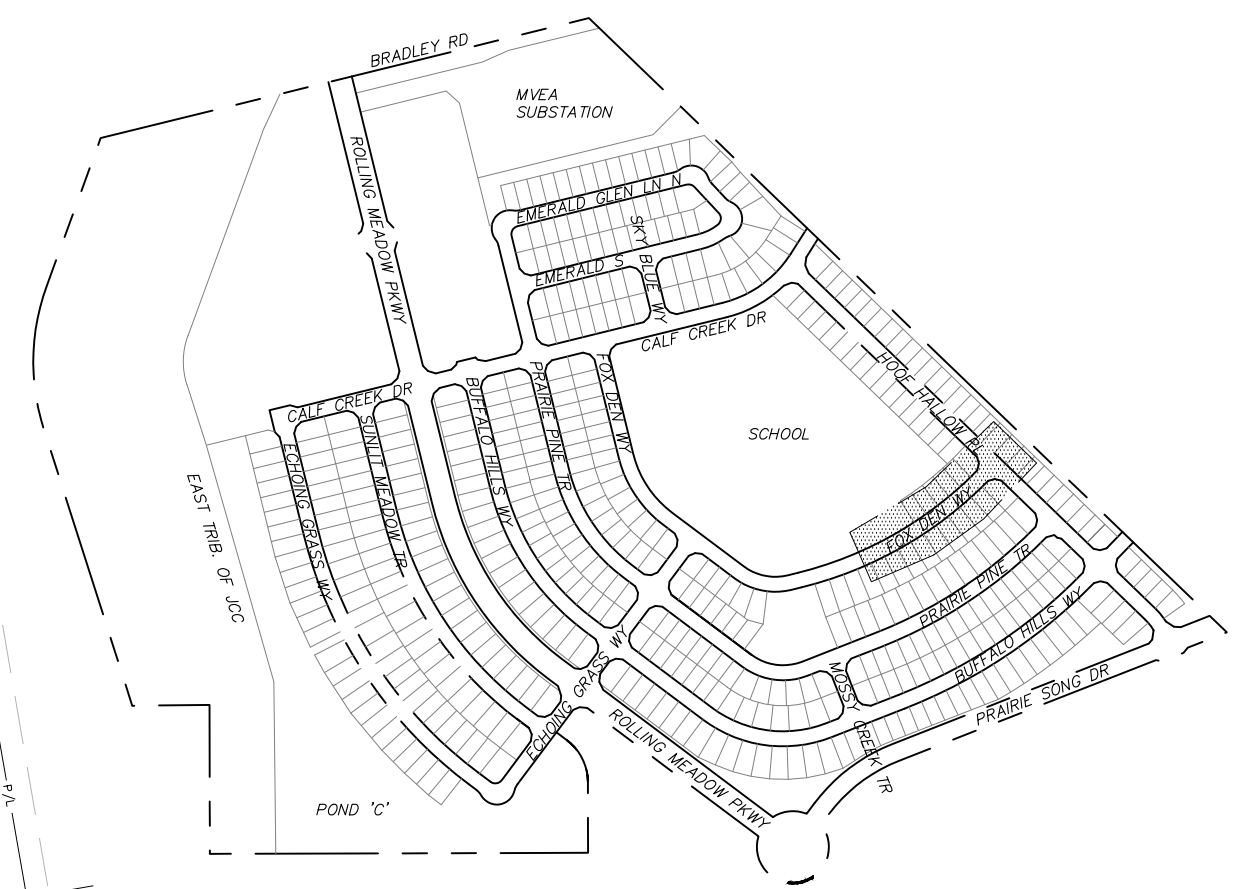 BRADLEY RD
MVEA
SUBSTATION
ROLLING MEADOW PKWY
EMERALD GLEN LN N
SKY BLUE WY
EMERALD S
CALF CREEK DR
HOOF HALLOW
CALF CREEK DR
SUNLIT MEADOW TR
BUFFALO HILLS WY
PRAIRIE PINE TR
FOX DEN WY
SCHOOL
ECHOING GRASS WY
EAST TRIB. OF JCC
FOX DEN WY
PRAIRIE PINE TR
BUFFALO HILLS WY
ECHOING GRASS WY
MOSSY CREEK TR
PRAIRIE SONG DR
ROLLING MEADOW PKWY
POND 'C'
P/L